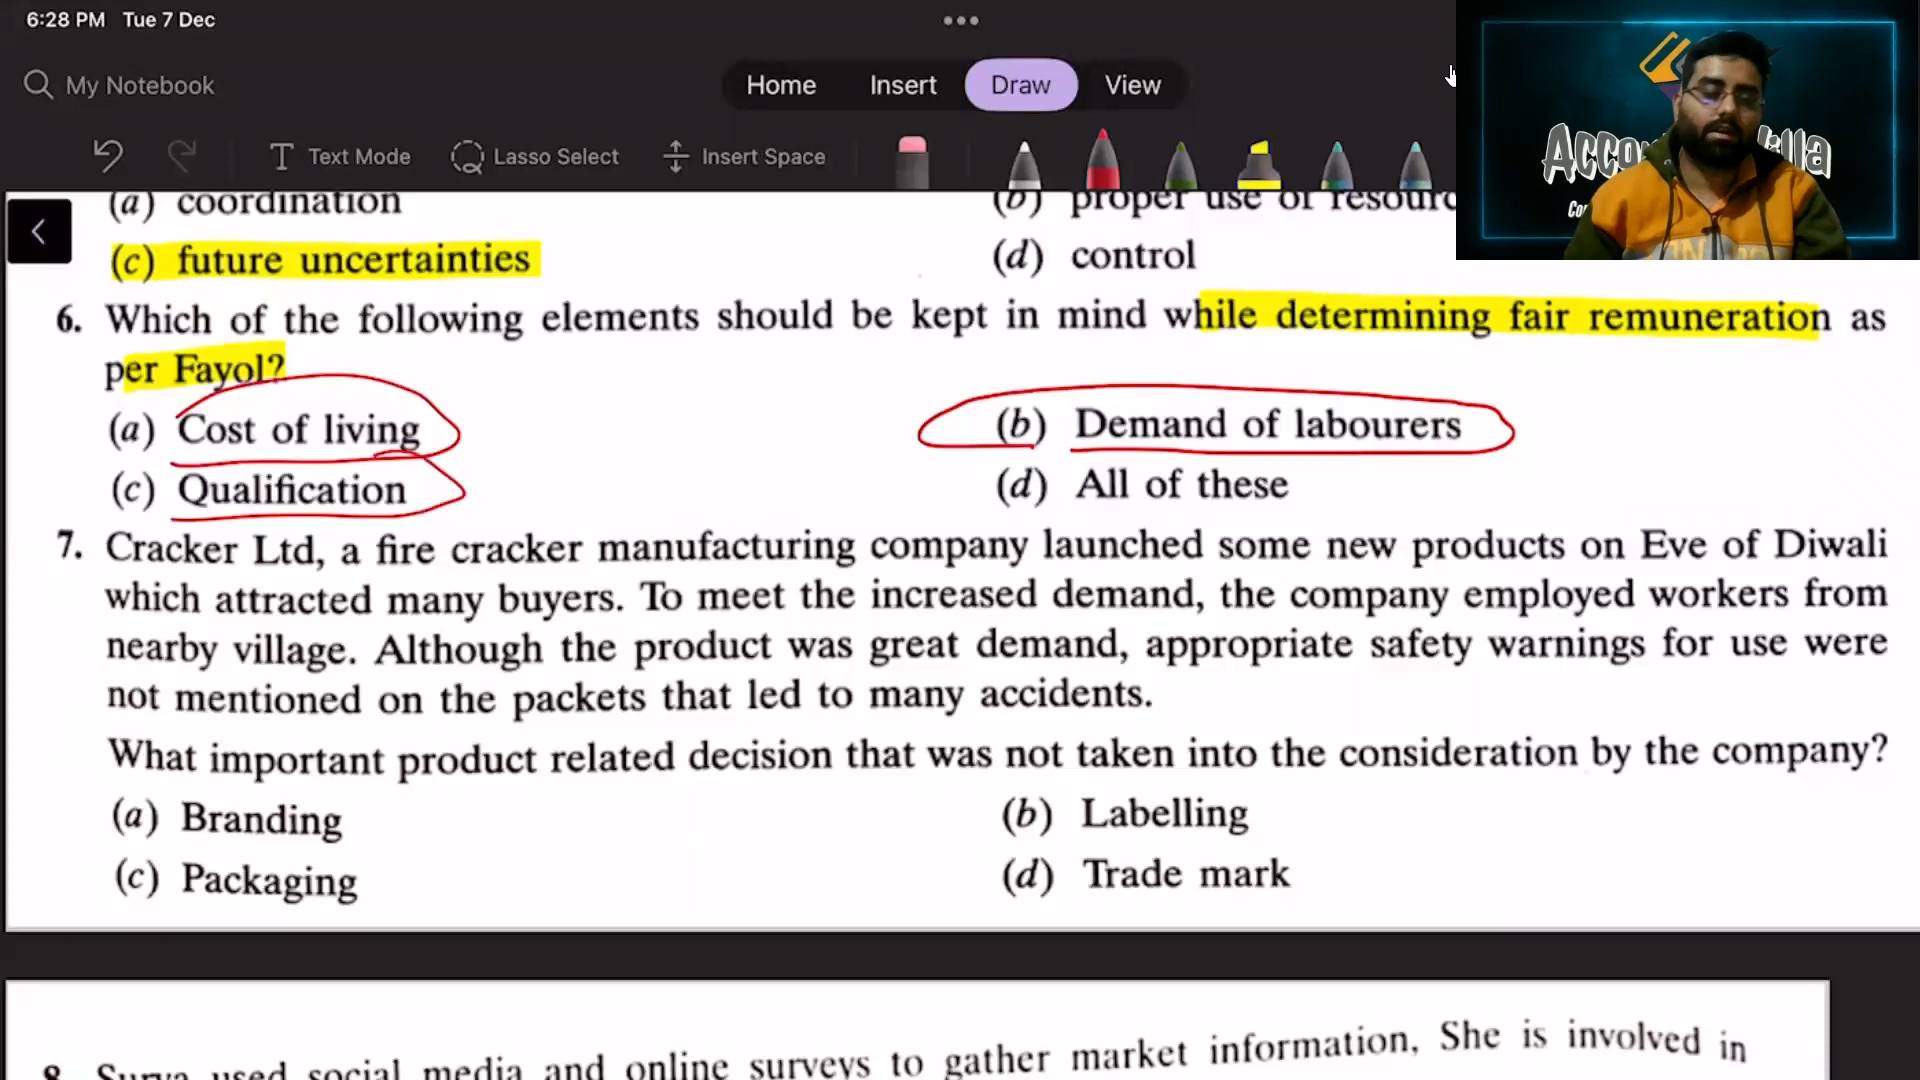 6:28 PM Tue 7 Dec
My Notebook
Home Insert Draw View
Text Mode Lasso Select Insert Space
(a) coordination
(b) proper use of
(c) future uncertainties
(d) control
6. Which of the following elements should be kept in mind while determining fair remuneration as
per Fayol?
(a) Cost of living
(b) Demand of labourers
(c) Qualification
(d) All of these
7. Cracker Ltd, a fire cracker manufacturing company launched some new products on Eve of Diwali
which attracted many buyers. To meet the increased demand, the company employed workers from
nearby village. Although the product was great demand, appropriate safety warnings for use were
not mentioned on the packets that led to many accidents.
What important product related decision that was not taken into the consideration by the company?
(a) Branding
(b) Labelling
(c) Packaging
(d) Trade mark
8. Surya used social media and online surveys to gather market information. She is involved in